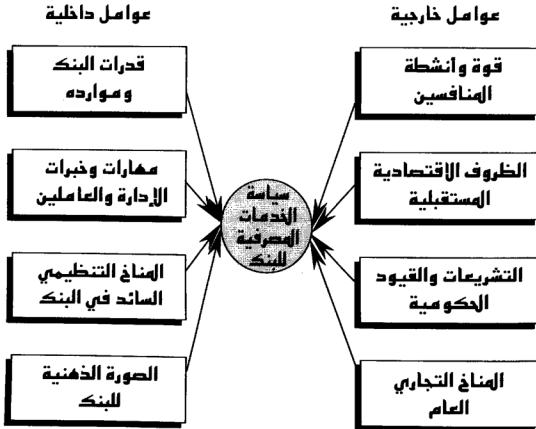 عوامل خارجية
عوامل داخلية
قوة وأنشطة
المنافسين
الظروف الاقتصادية
المستقبلية
التشريعات والقيود
الحكومية
المناخ التجاري
العام
سياسة
الخدمات
المصرفية
للبنك
قدرات البنك
وموارده
مهارات وخبرات
الإدارة والعاملين
المناخ التنظيمي
السائد في البنك
الصورة الذهنية
للبنك